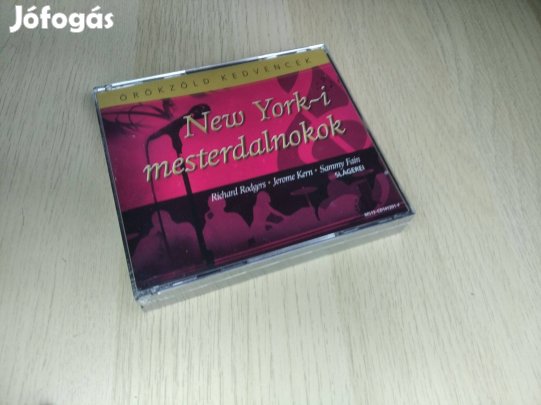 Jófogás
ÖRÖKZÖLD KEDVENCEK
New York-i
mesterdalnokok
Richard Rodgers • Jerome Kern • Sammy Fain
SLÁGEREI